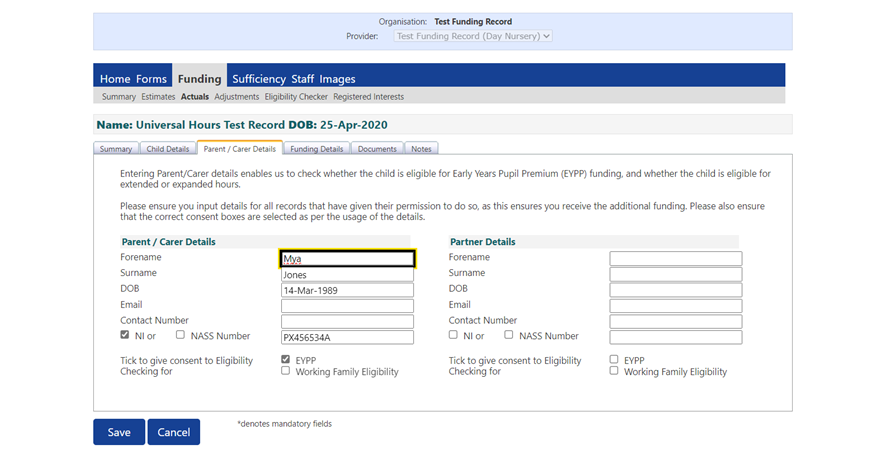 Organisation: Test Funding Record
Provider: Test Funding Record (Day Nursery)
Home Forms Funding Sufficiency Staff Images
Summary Estimates Actuals Adjustments Eligibility Checker Registered Interests
Name: Universal Hours Test Record DOB: 25-Apr-2020
Summary Child Details Parent / Carer Details Funding Details Documents Notes
Entering Parent/Carer details enables us to check whether the child is eligible for Early Years Pupil Premium (EYPP) funding, and whether the child is eligible for
extended or expanded hours.
Please ensure you input details for all records that have given their permission to do so, as this ensures you receive the additional funding. Please also ensure
that the correct consent boxes are selected as per the usage of the details.
Parent / Carer Details Partner Details
Forename Mya Forename
Surname Jones Surname
DOB 14-Mar-1989 DOB
Email Email
Contact Number Contact Number
NI or NASS Number PX456534A NI or NASS Number
Tick to give consent to Eligibility EYPP Tick to give consent to Eligibility EYPP
Checking for Working Family Eligibility Checking for Working Family Eligibility
Save Cancel *denotes mandatory fields